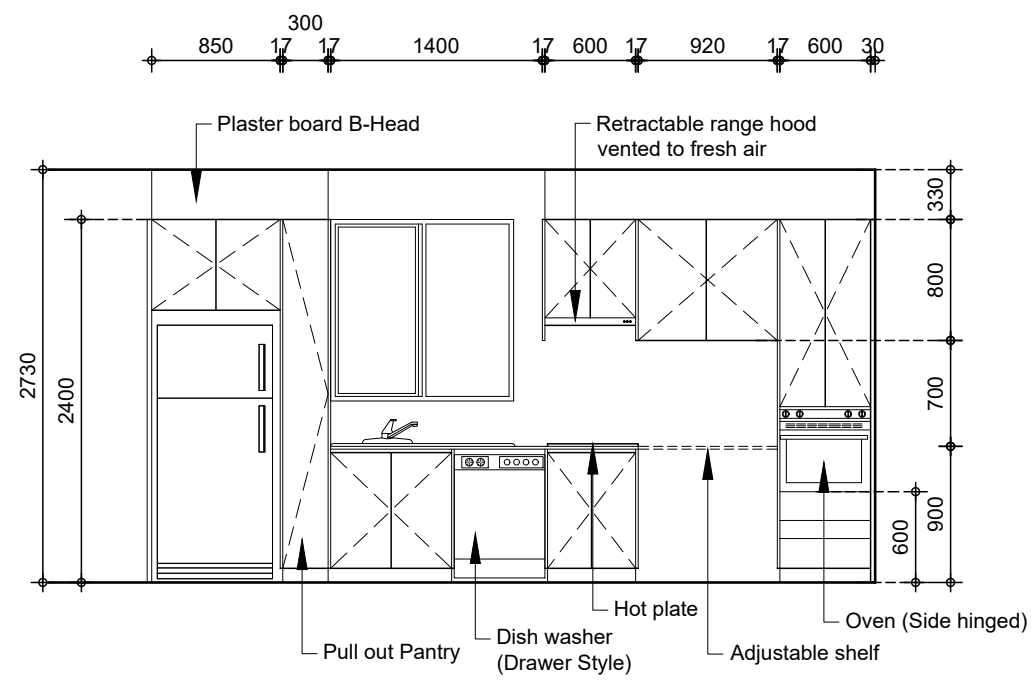 300
850 17 17 1400 17 600 17 920 17 600 30
Plaster board B-Head
Retractable range hood
vented to fresh air
330
800
2730
2400
700
900
600
Hot plate
Oven (Side hinged)
Dish washer
(Drawer Style)
Pull out Pantry
Adjustable shelf